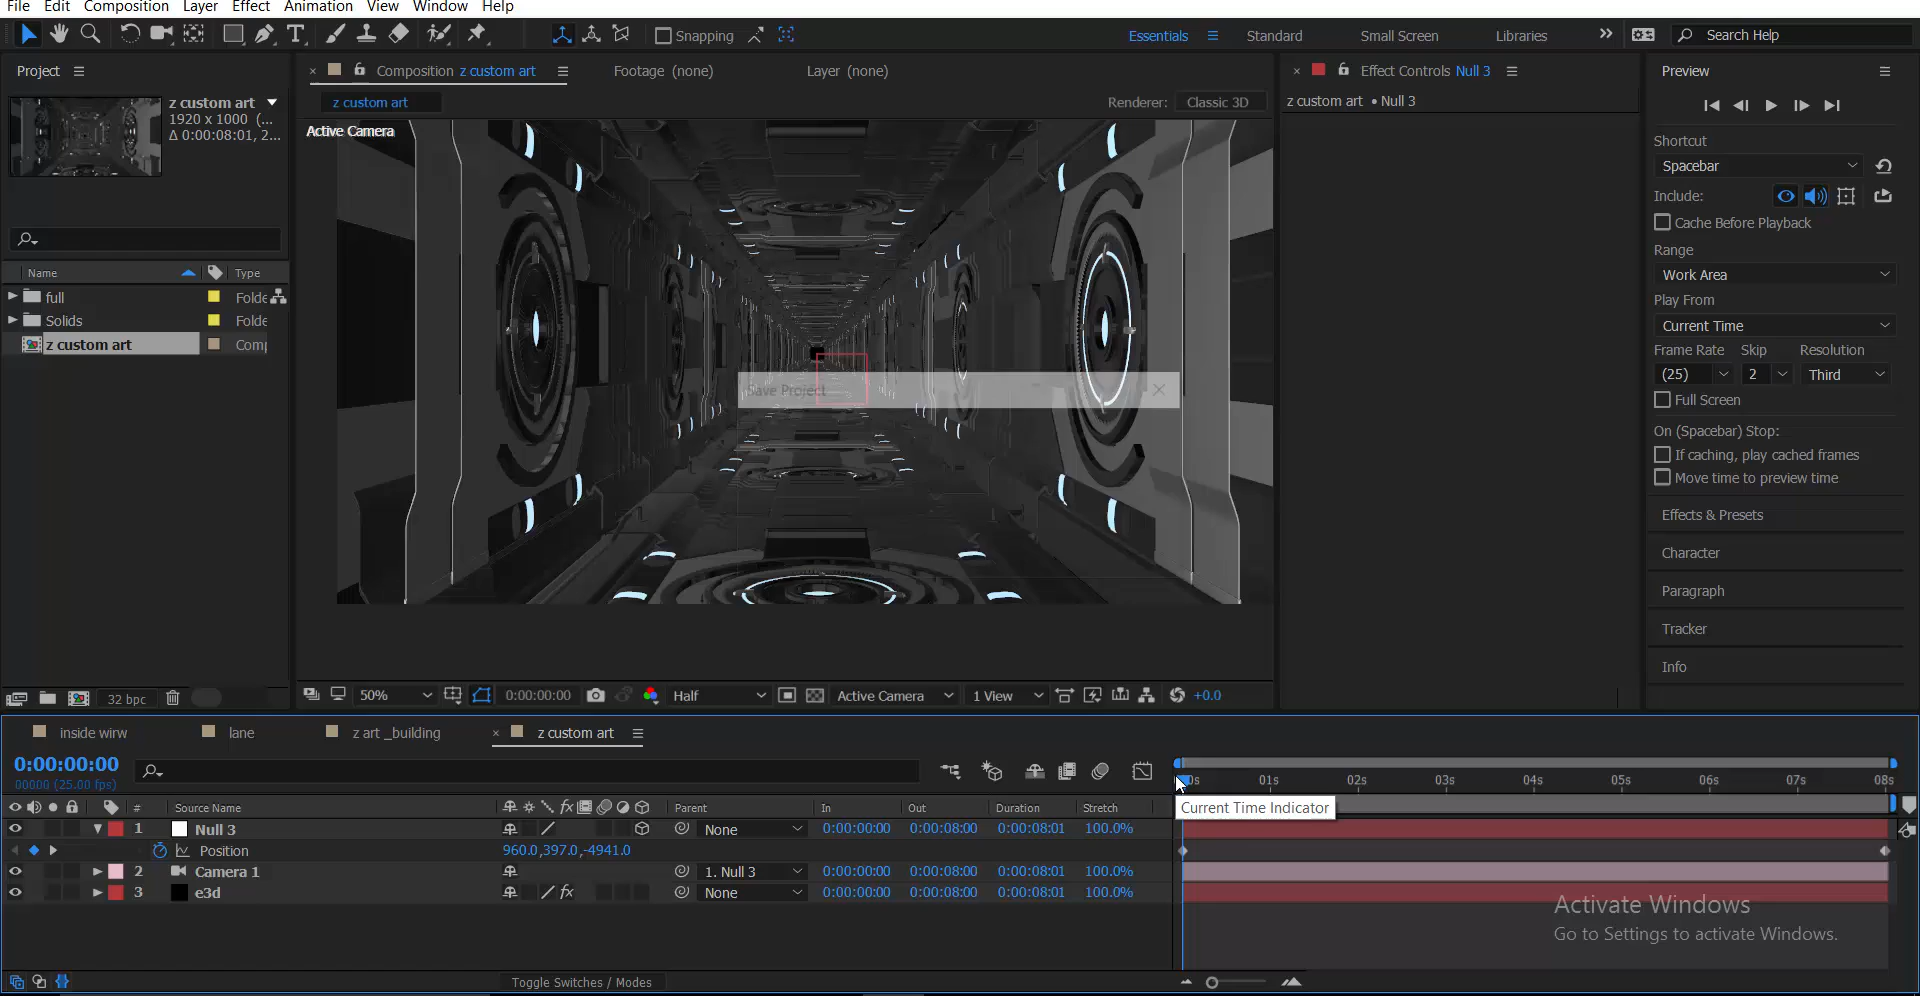 File Edit Composition Layer Effect Animation View Window Help
Snapping
Essentials Standard Small Screen Libraries Search Help
Project
z custom art
1920 x 1000 (...
Δ 0:00:08:01, 2...
Name Type
full Folde
Solids Folde
z custom art Comp
32 bpc
Composition z custom art Footage (none) Layer (none)
z custom art Renderer: Classic 3D
Active Camera
Save Project
50% 0:00:00:00 Half Active Camera 1 View +0.0
Effect Controls Null 3
z custom art • Null 3
Preview
Shortcut
Spacebar
Include:
Cache Before Playback
Range
Work Area
Play From
Current Time
Frame Rate Skip Resolution
(25) 2 Third
Full Screen
On (Spacebar) Stop:
If caching, play cached frames
Move time to preview time
Effects & Presets
Character
Paragraph
Tracker
Info
inside wirw lane z art _building z custom art
0:00:00:00
00000 (25.00 fps)
01s 02s 03s 04s 05s 06s 07s 08s
# Source Name Parent In Out Duration Stretch
Current Time Indicator
1 Null 3 None 0:00:00:00 0:00:08:00 0:00:08:01 100.0%
Position 960.0,397.0,-4941.0
2 Camera 1 1. Null 3 0:00:00:00 0:00:08:00 0:00:08:01 100.0%
3 e3d fx None 0:00:00:00 0:00:08:00 0:00:08:01 100.0%
Activate Windows
Go to Settings to activate Windows.
Toggle Switches / Modes